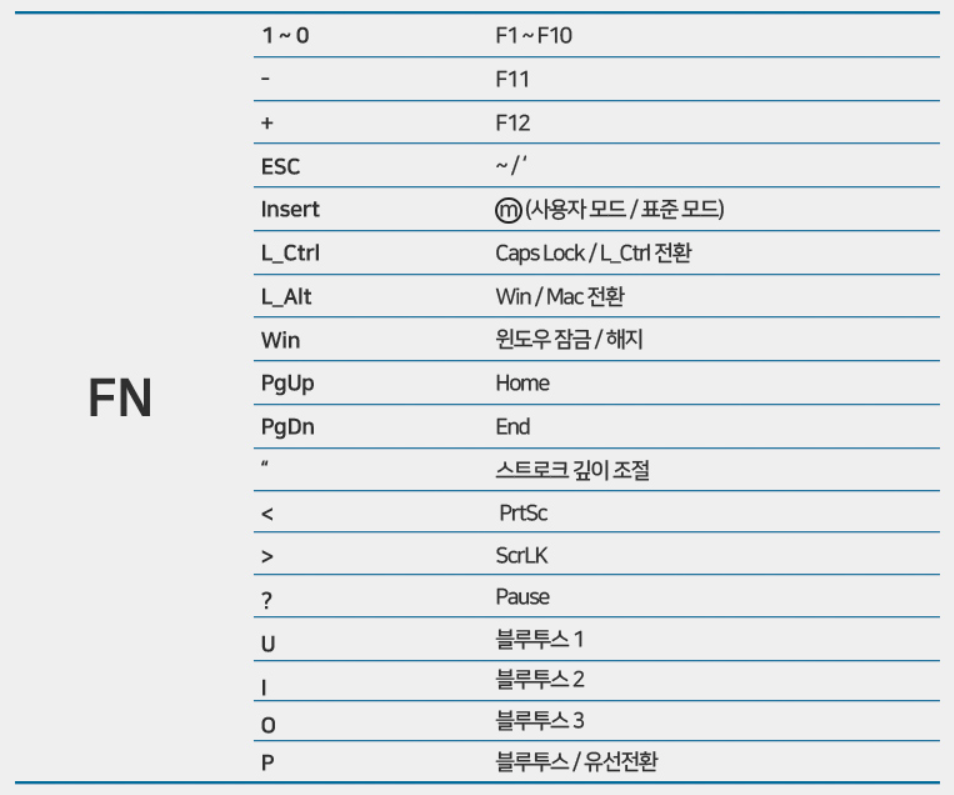 1 ~ 0 F1 ~ F10
- F11
+ F12
ESC ~ / ‘
Insert ⓜ (사용자 모드 / 표준 모드)
L_Ctrl Caps Lock / L_Ctrl 전환
L_Alt Win / Mac 전환
Win 윈도우 잠금 / 해지
FN
PgUp Home
PgDn End
“ 스트로크 깊이 조절
< PrtSc
> ScrLK
? Pause
U 블루투스 1
I 블루투스 2
O 블루투스 3
P 블루투스 / 유선전환